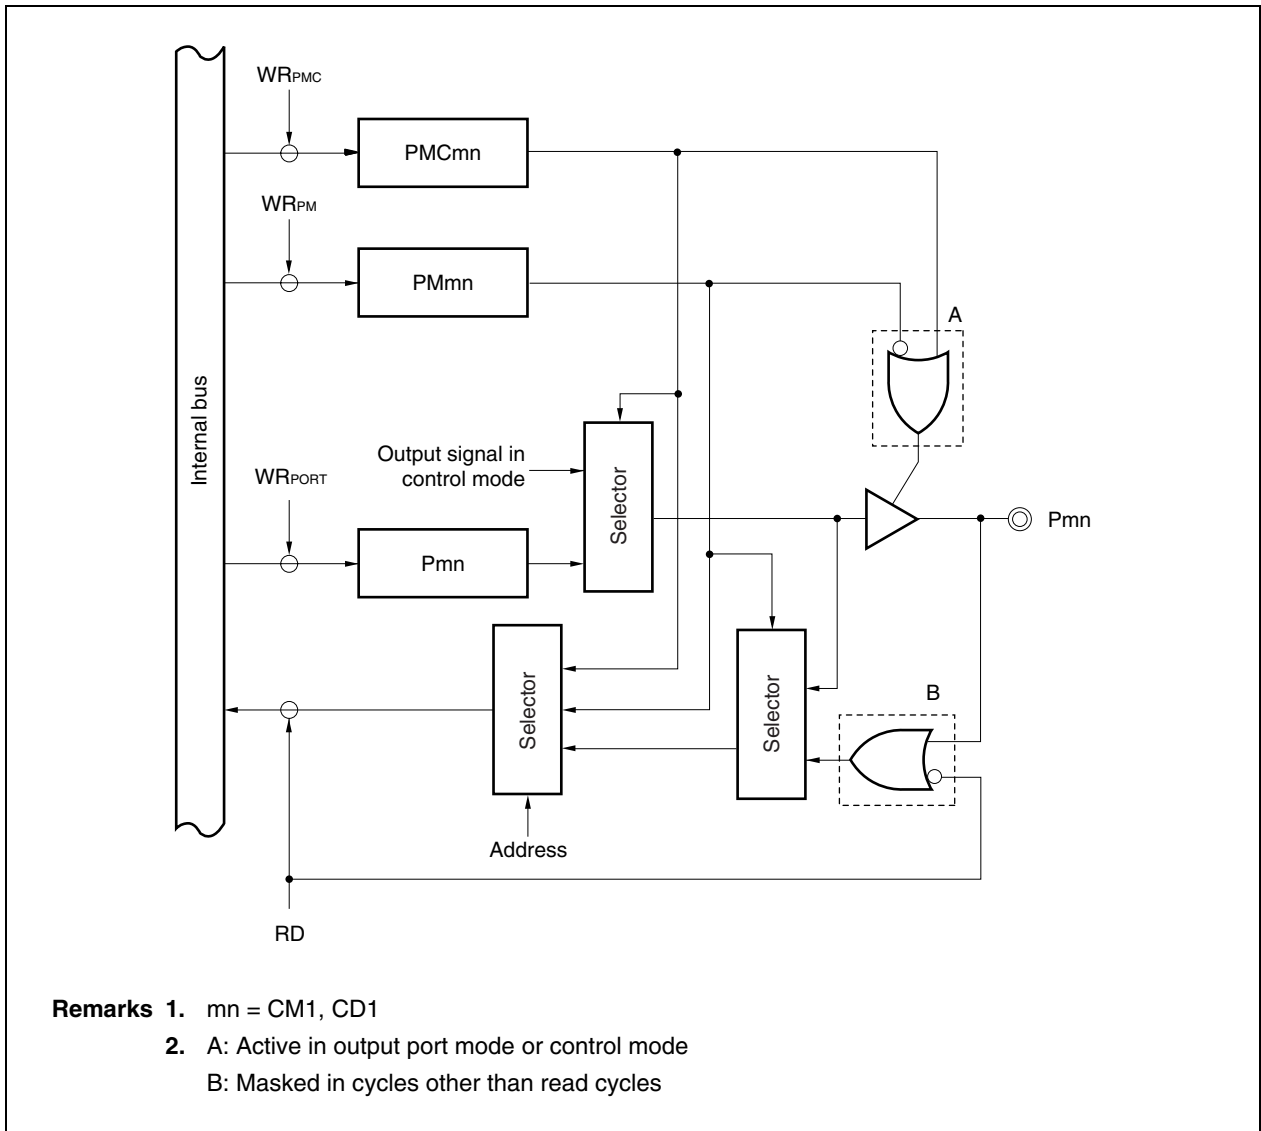 WRPMC
PMCmn
WRPM
PMmn
A
Internal bus
Output signal in
control mode
Selector
WRPORT
Pmn
Pmn
Selector
Selector
B
Address
RD
Remarks 1. mn = CM1, CD1
2. A: Active in output port mode or control mode
B: Masked in cycles other than read cycles